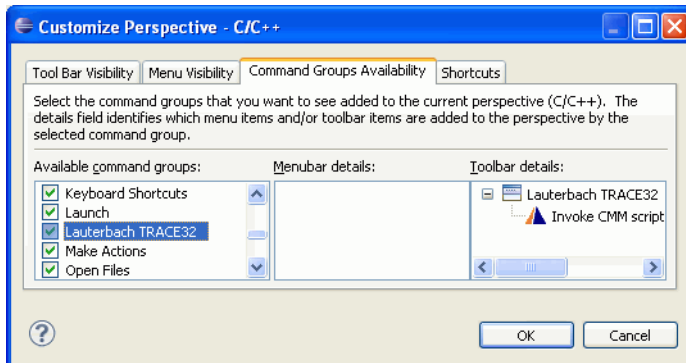 Customize Perspective - C/C++
Tool Bar Visibility Menu Visibility Command Groups Availability Shortcuts
Select the command groups that you want to see added to the current perspective (C/C++). The
details field identifies which menu items and/or toolbar items are added to the perspective by the
selected command group.
Available command groups: Menubar details: Toolbar details:
Keyboard Shortcuts Lauterbach TRACE32
Launch Invoke CMM script
Lauterbach TRACE32
Make Actions
Open Files
? OK Cancel